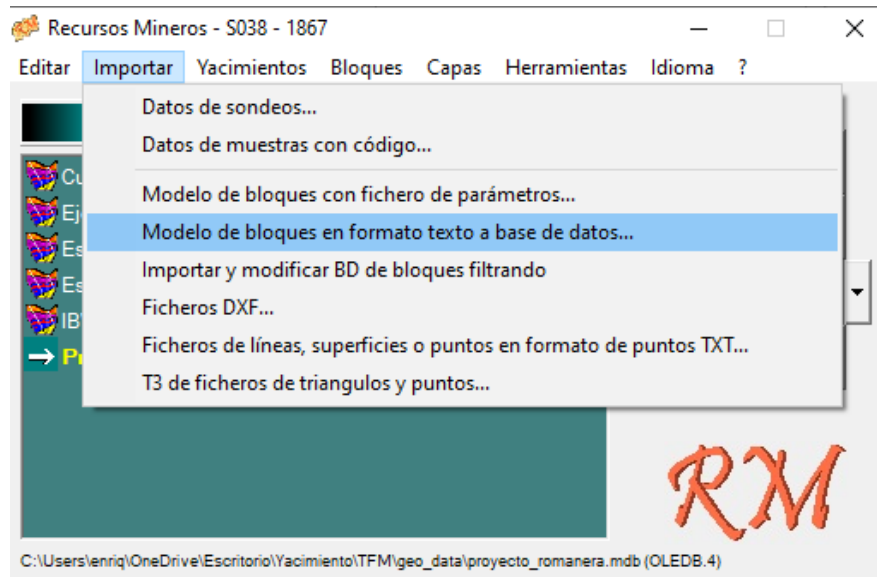 Recursos Mineros - S038 - 1867
Editar Importar Yacimientos Bloques Capas Herramientas Idioma ?
Datos de sondeos...
Datos de muestras con código...
Modelo de bloques con fichero de parámetros...
Modelo de bloques en formato texto a base de datos...
Importar y modificar BD de bloques filtrando
Ficheros DXF...
Ficheros de líneas, superficies o puntos en formato de puntos TXT...
T3 de ficheros de triangulos y puntos...
RM
C:\Users\enriq\OneDrive\Escritorio\Yacimiento\TFM\geo_data\proyecto_romanera.mdb (OLEDB.4)